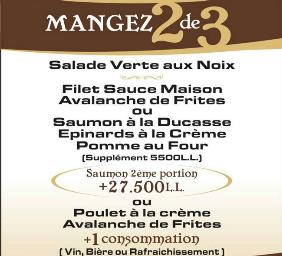 MANGEZ 2 de 3
Salade Verte aux Noix
Filet Sauce Maison
Avalanche de Frites
ou
Saumon à la Ducasse
Epinards à la Crème
Pomme au Four
(Supplément 5500L.L.)
Saumon 2ème portion
+27.500L.L.
ou
Poulet à la crème
Avalanche de Frites
+1 consommation
( Vin, Bière ou Rafraichissement )